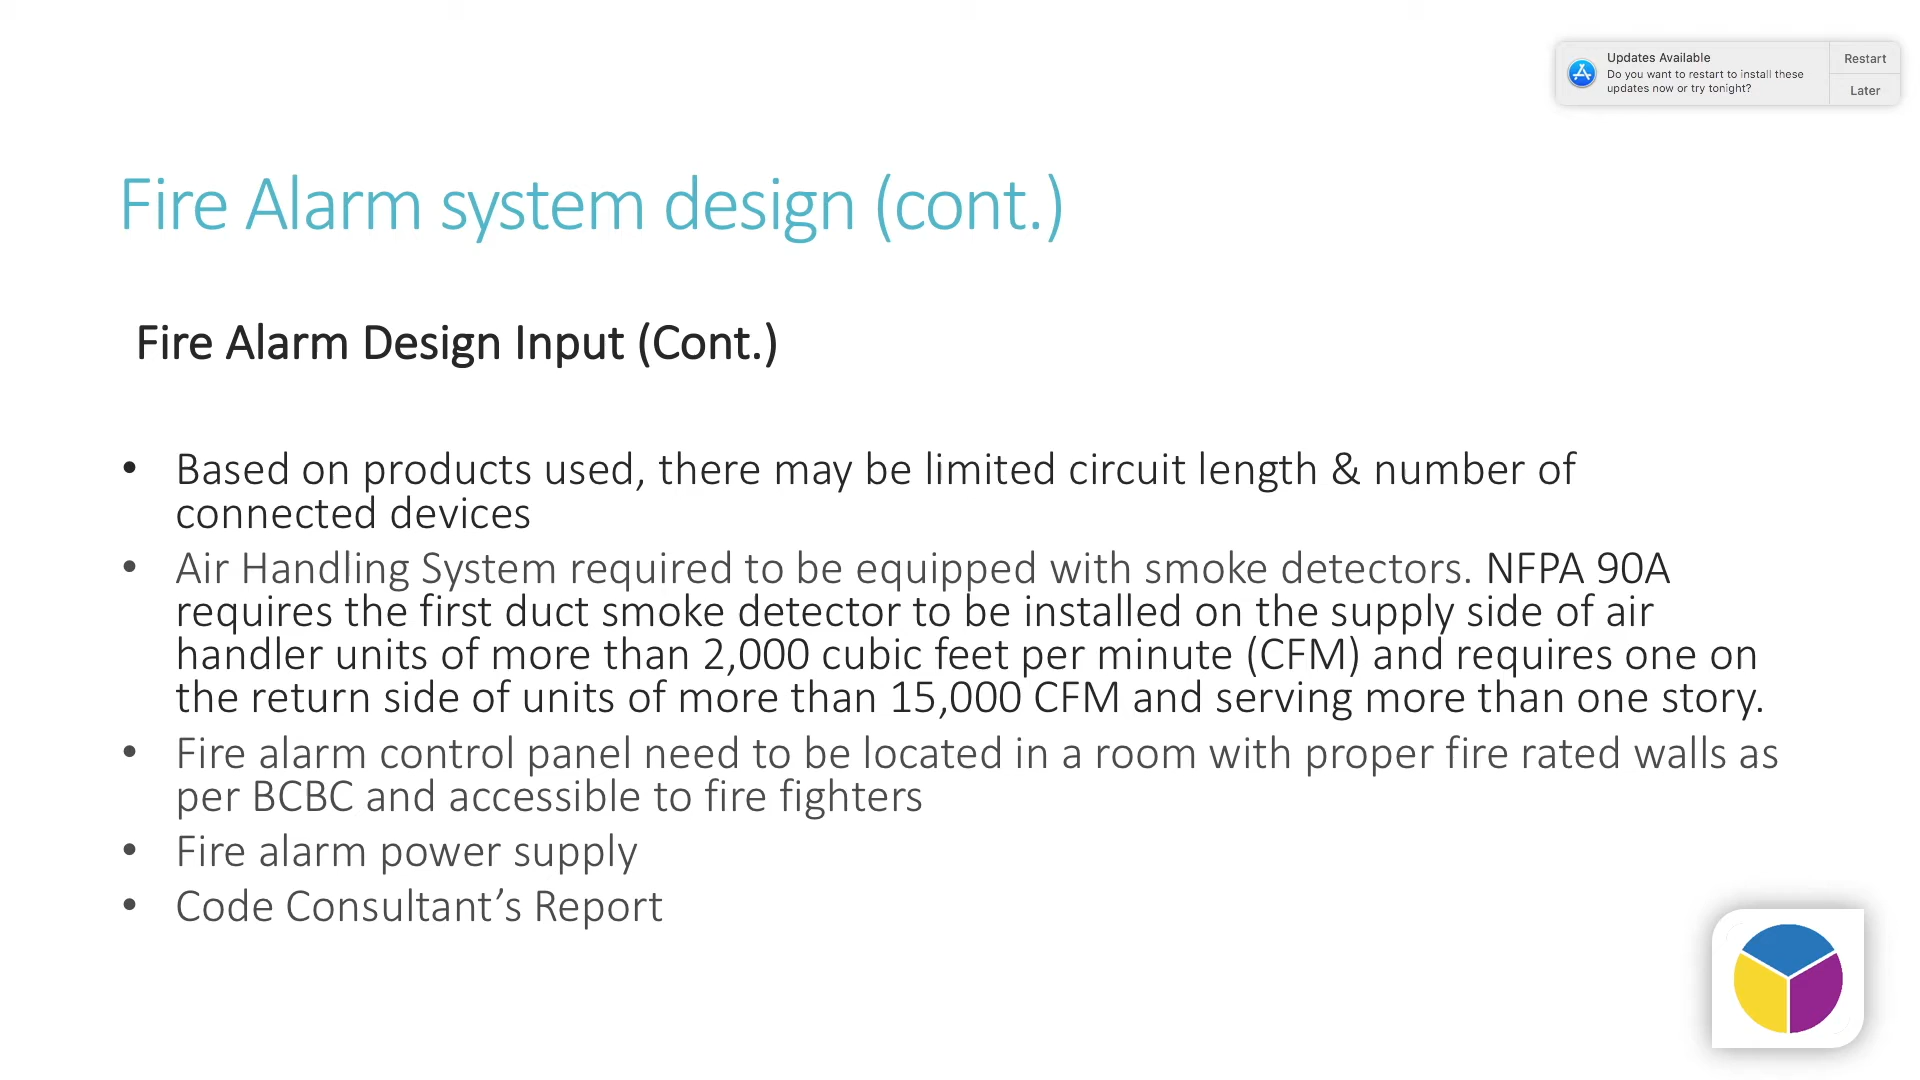 Updates Available
Do you want to restart to install these
updates now or try tonight?
Restart
Later
Fire Alarm system design (cont.)
Fire Alarm Design Input (Cont.)
• Based on products used, there may be limited circuit length & number of
connected devices
• Air Handling System required to be equipped with smoke detectors. NFPA 90A
requires the first duct smoke detector to be installed on the supply side of air
handler units of more than 2,000 cubic feet per minute (CFM) and requires one on
the return side of units of more than 15,000 CFM and serving more than one story.
• Fire alarm control panel need to be located in a room with proper fire rated walls as
per BCBC and accessible to fire fighters
• Fire alarm power supply
• Code Consultant’s Report